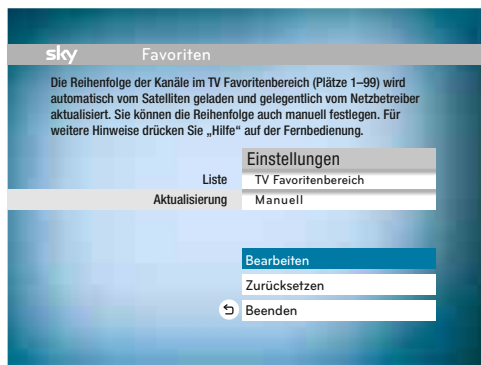 sky Favoriten
Die Reihenfolge der Kanäle im TV Favoritenbereich (Plätze 1–99) wird
automatisch vom Satelliten geladen und gelegentlich vom Netzbetreiber
aktualisiert. Sie können die Reihenfolge auch manuell festlegen. Für
weitere Hinweise drücken Sie „Hilfe“ auf der Fernbedienung.
Einstellungen
Liste TV Favoritenbereich
Aktualisierung Manuell
Bearbeiten
Zurücksetzen
Beenden